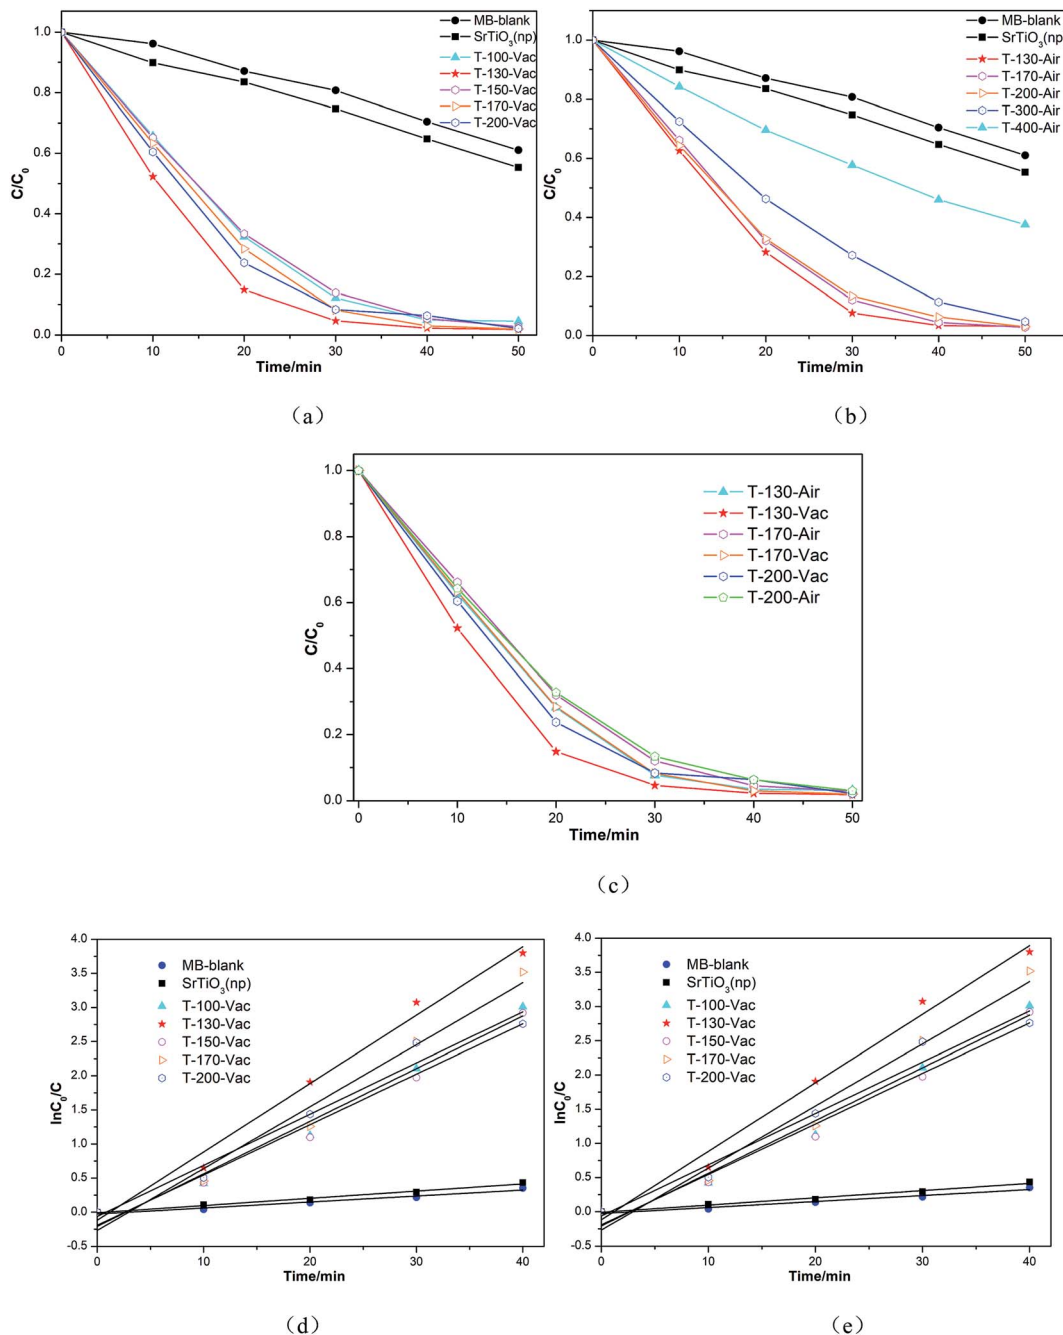 MB-blank
SrTiO₃(np)
T-100-Vac
T-130-Vac
T-150-Vac
T-170-Vac
T-200-Vac
1.0
0.8
0.6
0.4
0.2
0.0
C/C₀
0 10 20 30 40 50
Time/min
(a)
MB-blank
SrTiO₃(np)
T-130-Air
T-170-Air
T-200-Air
T-300-Air
T-400-Air
1.0
0.8
0.6
0.4
0.2
0.0
C/C₀
0 10 20 30 40 50
Time/min
(b)
T-130-Air
T-130-Vac
T-170-Air
T-170-Vac
T-200-Vac
T-200-Air
1.0
0.8
0.6
0.4
0.2
0.0
C/C₀
0 10 20 30 40 50
Time/min
(c)
MB-blank
SrTiO₃(np)
T-100-Vac
T-130-Vac
T-150-Vac
T-170-Vac
T-200-Vac
4.0
3.5
3.0
2.5
2.0
1.5
1.0
0.5
0.0
-0.5
lnC₀/C
0 10 20 30 40
Time/min
(d)
MB-blank
SrTiO₃(np)
T-100-Vac
T-130-Vac
T-150-Vac
T-170-Vac
T-200-Vac
4.0
3.5
3.0
2.5
2.0
1.5
1.0
0.5
0.0
-0.5
lnC₀/C
0 10 20 30 40
Time/min
(e)